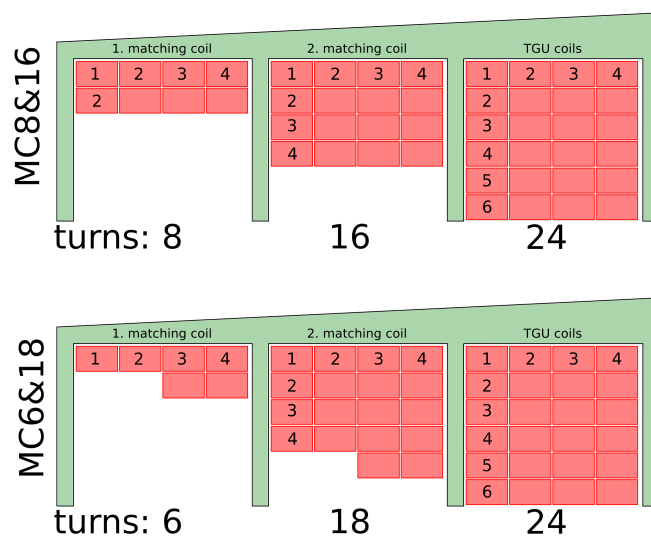 MC8&16
1. matching coil
2. matching coil
TGU coils
1 2 3 4
2
1 2 3 4
2
3
4
1 2 3 4
2
3
4
5
6
turns: 8
16
24
MC6&18
1. matching coil
2. matching coil
TGU coils
1 2 3 4
1 2 3 4
2
3
4
1 2 3 4
2
3
4
5
6
turns: 6
18
24